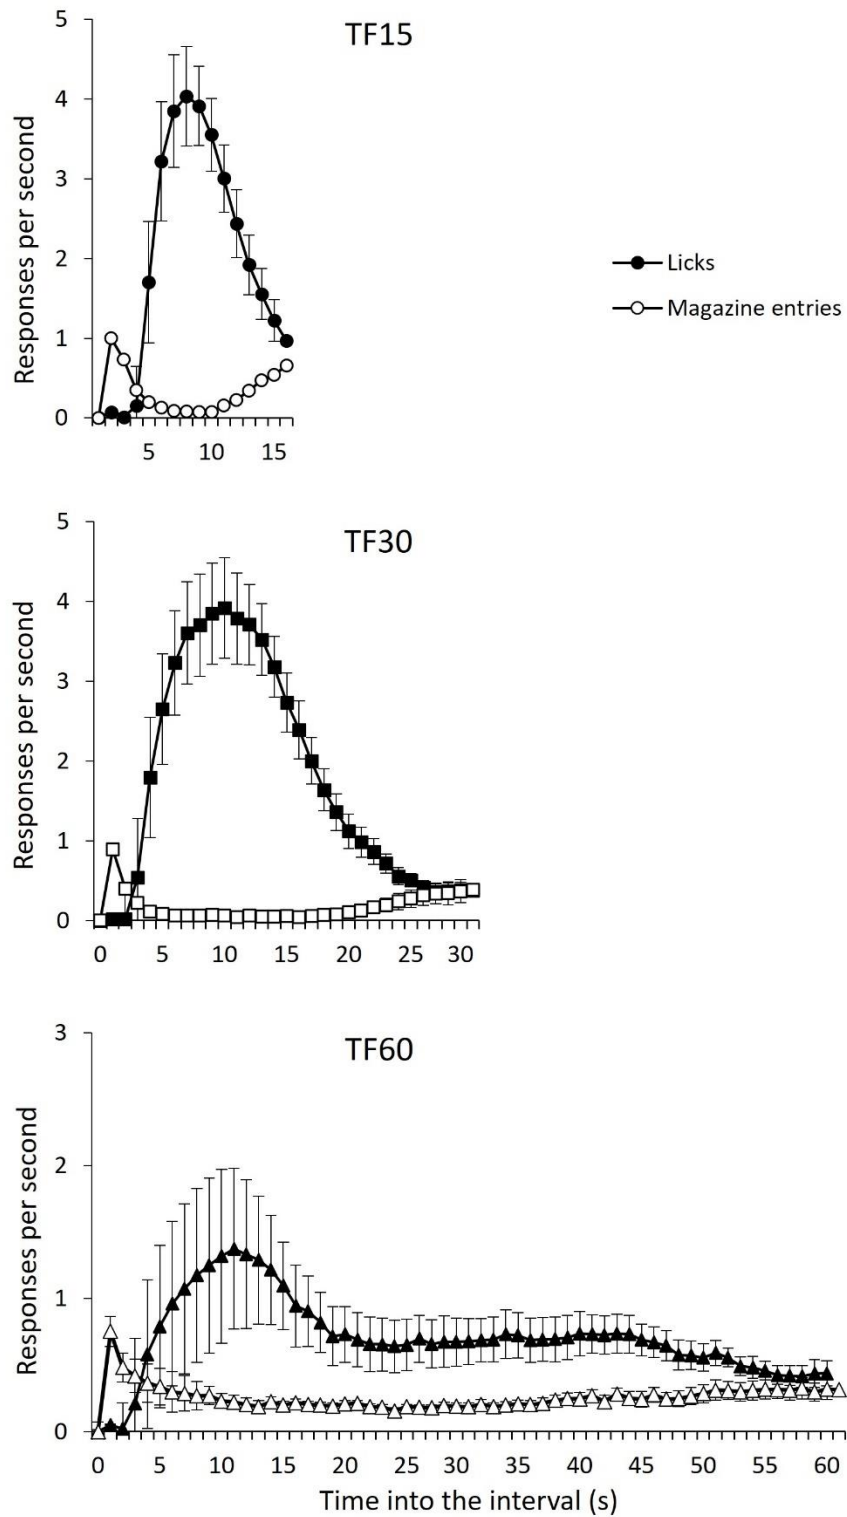 TF15
5
4
3
2
1
0
Responses per second
5 10 15
Licks
Magazine entries
TF30
5
4
3
2
1
0
Responses per second
0 5 10 15 20 25 30
TF60
3
2
1
0
Responses per second
0 5 10 15 20 25 30 35 40 45 50 55 60
Time into the interval (s)